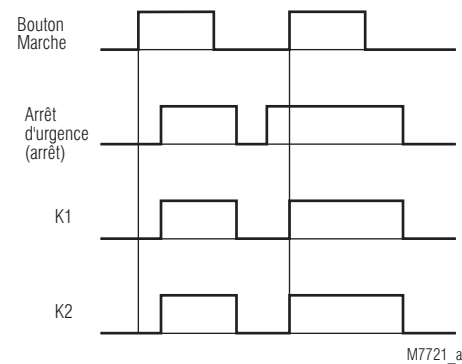 Bouton
Marche
Arrêt
d'urgence
(arrêt)
K1
K2
M7721_a